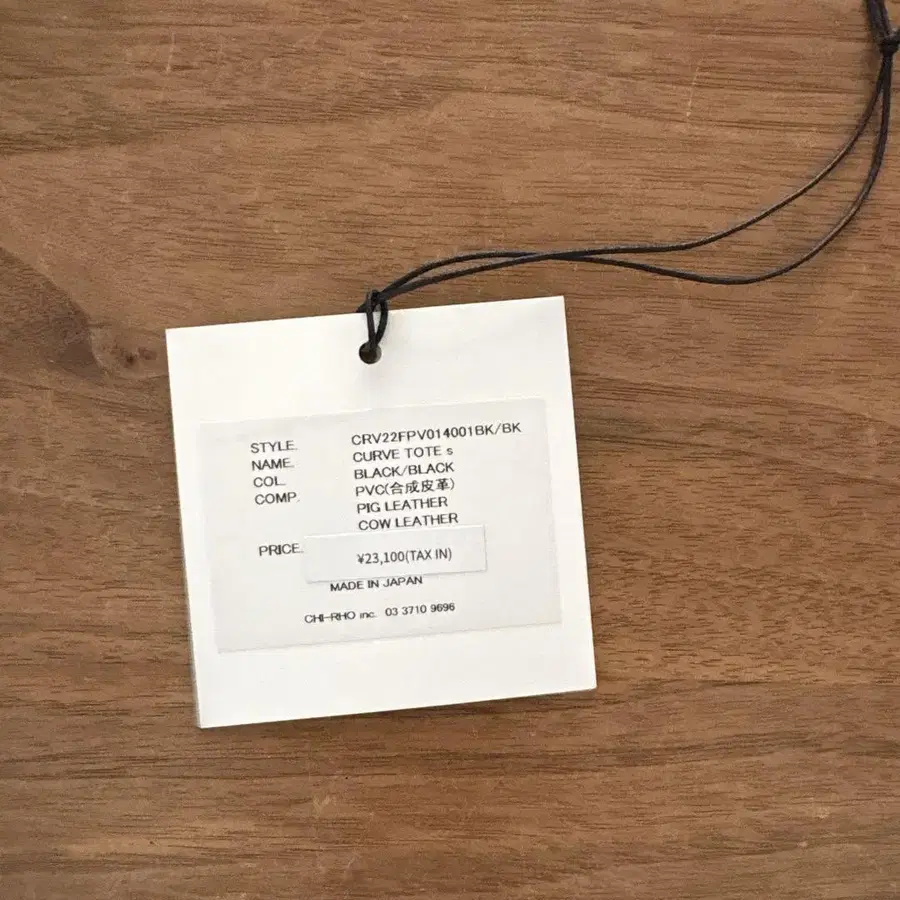 STYLE. CRV22FPV014001BK/BK
NAME. CURVE TOTE s
COL. BLACK/BLACK
COMP. PVC(合成皮革)
PIG LEATHER
COW LEATHER
PRICE. ¥23,100(TAX IN)
MADE IN JAPAN
CHI-RHO inc. 03 3710 9696